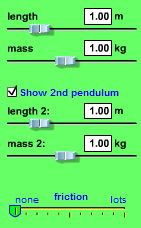 length 1.00 m
mass 1.00 kg
Show 2nd pendulum
length 2: 1.00 m
mass 2: 1.00 kg
friction
none lots